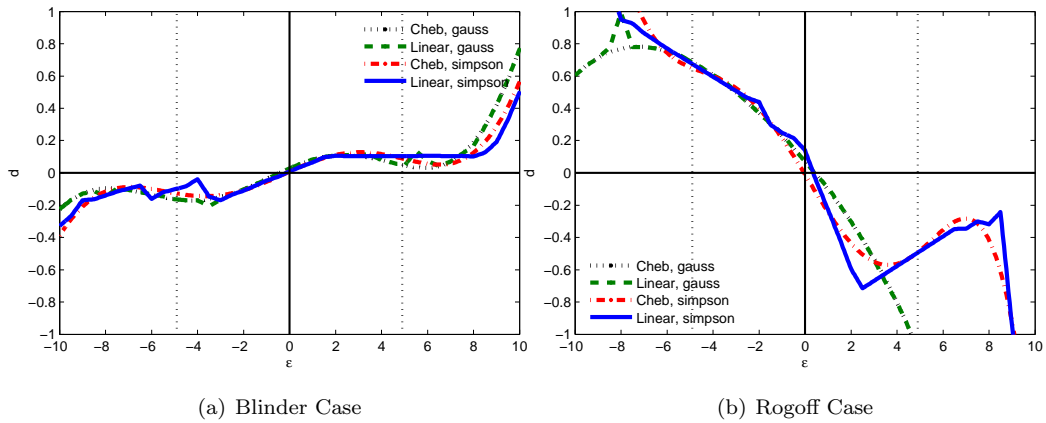 1
0.8
0.6
0.4
0.2
0
−0.2
−0.4
−0.6
−0.8
−1
d
−10 −8 −6 −4 −2 0 2 4 6 8 10
ε
Cheb, gauss
Linear, gauss
Cheb, simpson
Linear, simpson
(a) Blinder Case
1
0.8
0.6
0.4
0.2
0
−0.2
−0.4
−0.6
−0.8
−1
d
−10 −8 −6 −4 −2 0 2 4 6 8 10
ε
Cheb, gauss
Linear, gauss
Cheb, simpson
Linear, simpson
(b) Rogoff Case